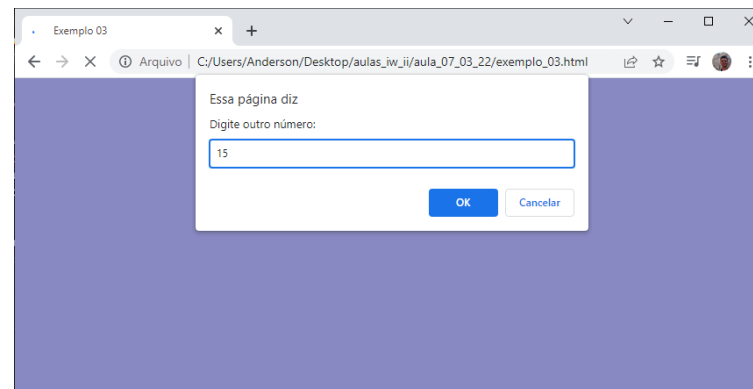 Exemplo 03
Arquivo C:/Users/Anderson/Desktop/aulas_iw_ii/aula_07_03_22/exemplo_03.html
Essa página diz
Digite outro número:
15
OK Cancelar